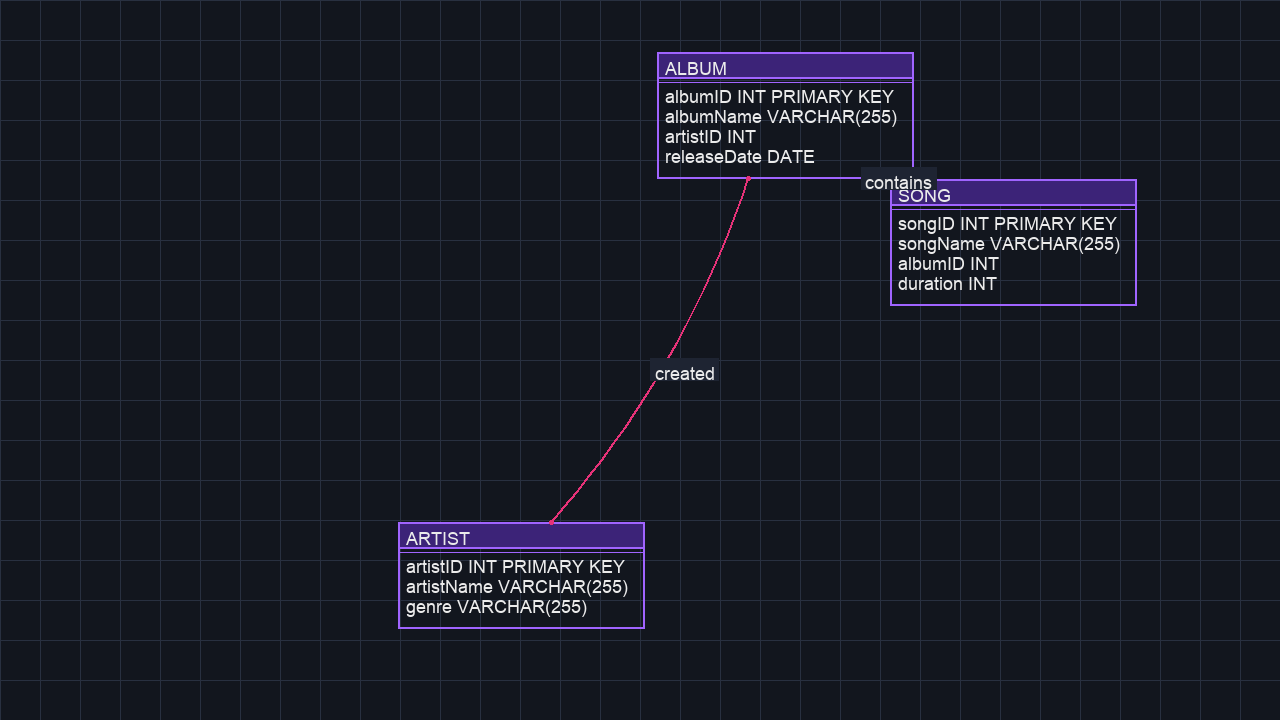 ALBUM
albumID INT PRIMARY KEY
albumName VARCHAR(255)
artistID INT
releaseDate DATE
contains
SONG
songID INT PRIMARY KEY
songName VARCHAR(255)
albumID INT
duration INT
created
ARTIST
artistID INT PRIMARY KEY
artistName VARCHAR(255)
genre VARCHAR(255)